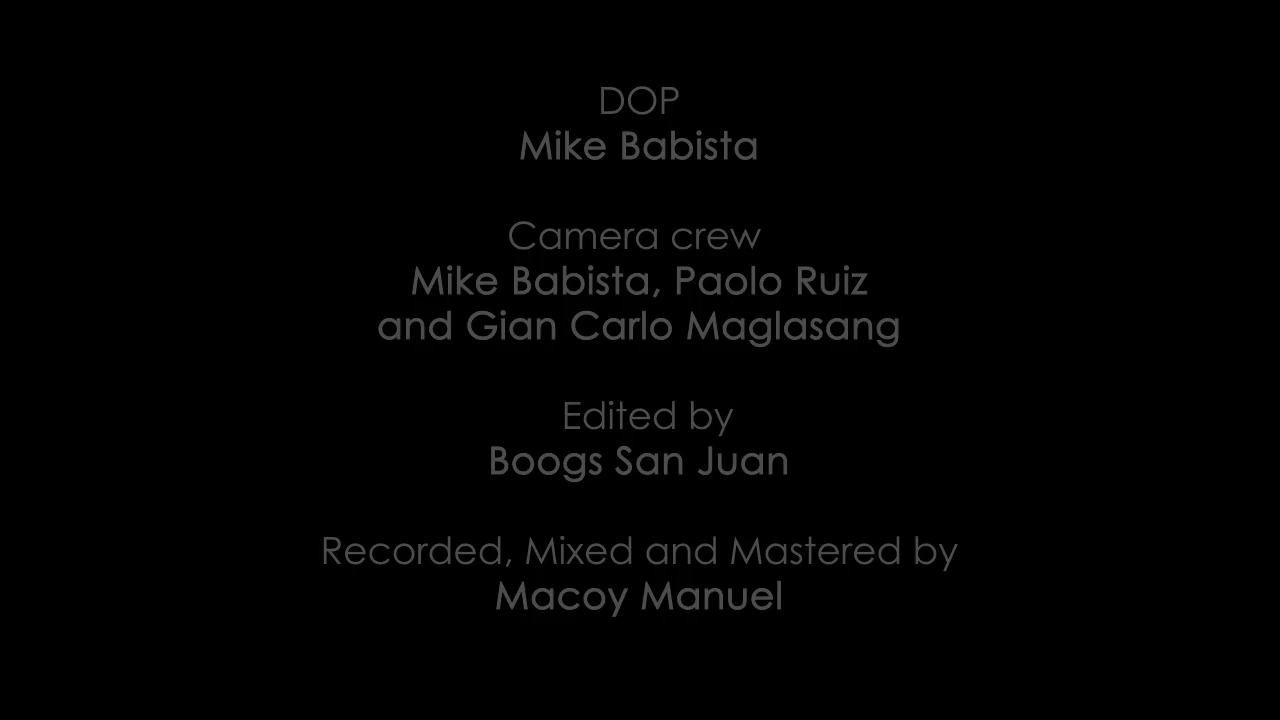 DOP
Mike Babista
Camera crew
Mike Babista, Paolo Ruiz
and Gian Carlo Maglasang
Edited by
Boogs San Juan
Recorded, Mixed and Mastered by
Macoy Manuel